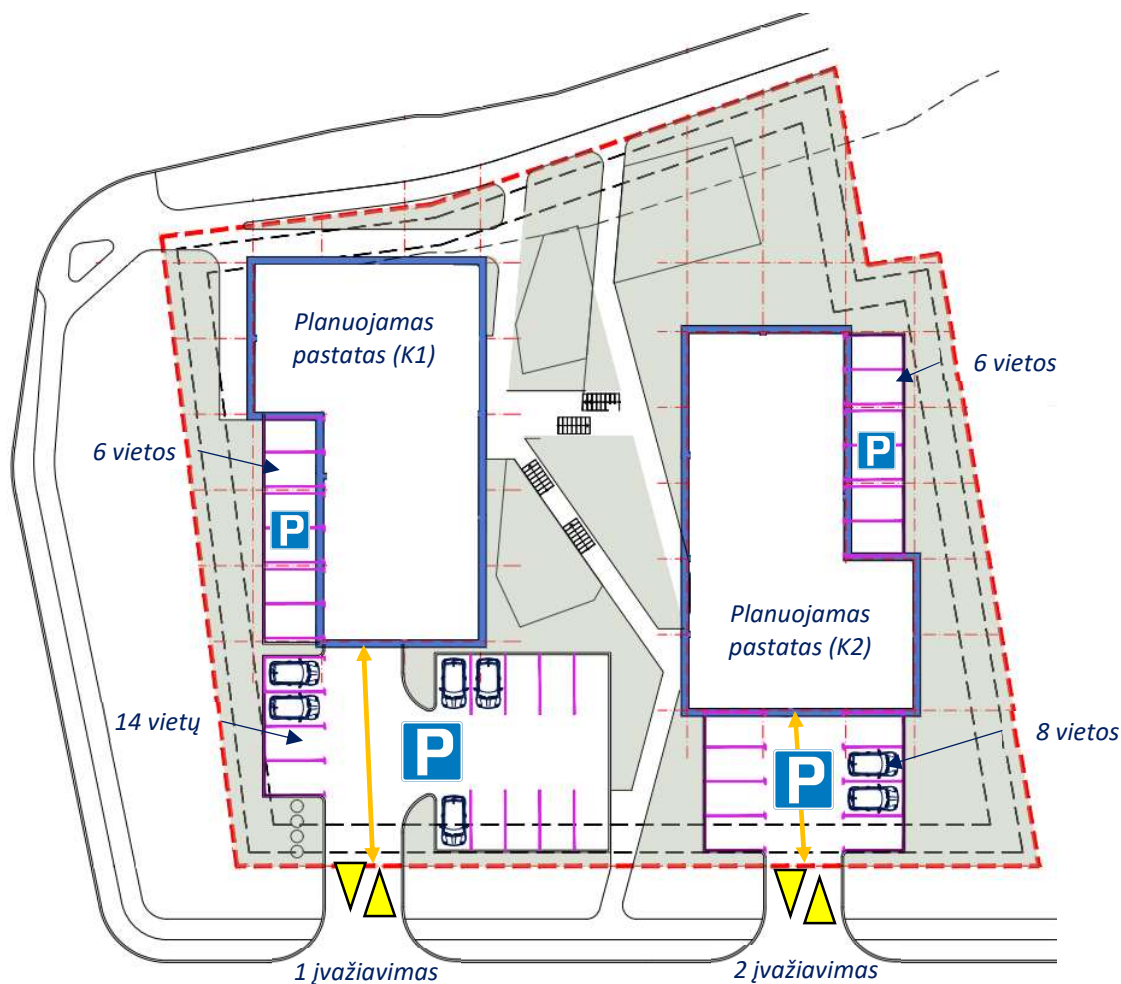 Planuojamas
pastatas (K1)
6 vietos
6 vietos
P
P
Planuojamas
pastatas (K2)
14 vietų
P
P
8 vietos
1 įvažiavimas
2 įvažiavimas